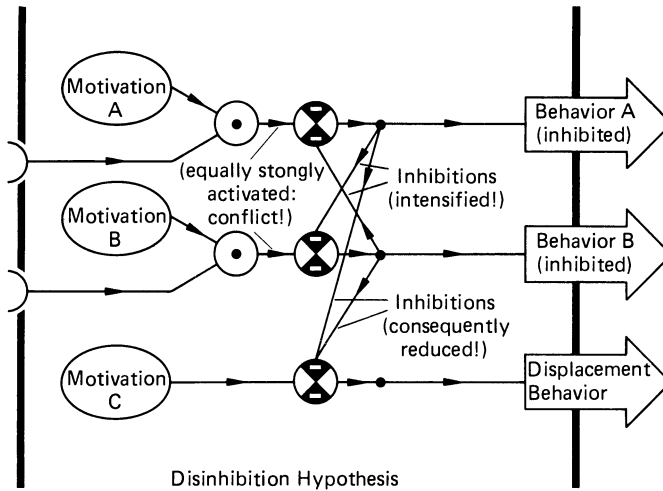 Motivation
A
Behavior A
(inhibited)
(equally stongly
activated:
conflict!)
Inhibitions
(intensified!)
Motivation
B
Behavior B
(inhibited)
Inhibitions
(consequently
reduced!)
Motivation
C
Displacement
Behavior
Disinhibition Hypothesis